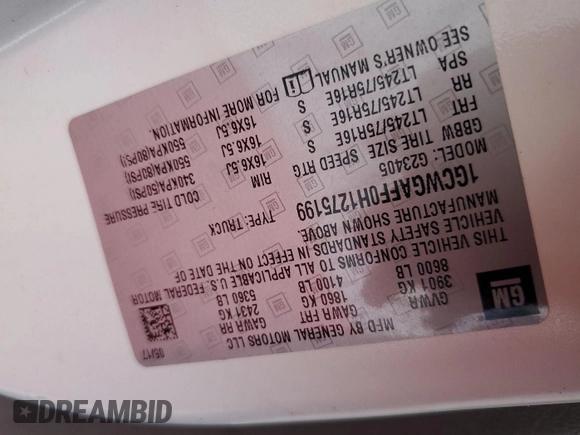 GM
MFD BY GENERAL MOTORS LLC
05/17
GVWR GAWR FRT GAWR RR
3901 KG 1860 KG 2431 KG
8600 LB 4100 LB 5360 LB
THIS VEHICLE CONFORMS TO ALL APPLICABLE U.S. FEDERAL MOTOR
VEHICLE SAFETY STANDARDS IN EFFECT ON THE DATE OF
MANUFACTURE SHOWN ABOVE.
1GCWGAFF0H1275199 TYPE: TRUCK
MODEL: G23405
GBBW TIRE SIZE SPEED RTG RIM COLD TIRE PRESSURE
FRT LT245/75R16E S 16X6.5J 340KPA(50PSI)
RR LT245/75R16E S 16X6.5J 550KPA(80PSI)
SPA LT245/75R16E S 16X6.5J 550KPA(80PSI)
SEE OWNER'S MANUAL FOR MORE INFORMATION.
DREAMBID